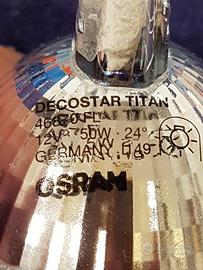 DECOSTAR TITAN
46870 FL
12V 50W 24°
GERMANY
OSRAM